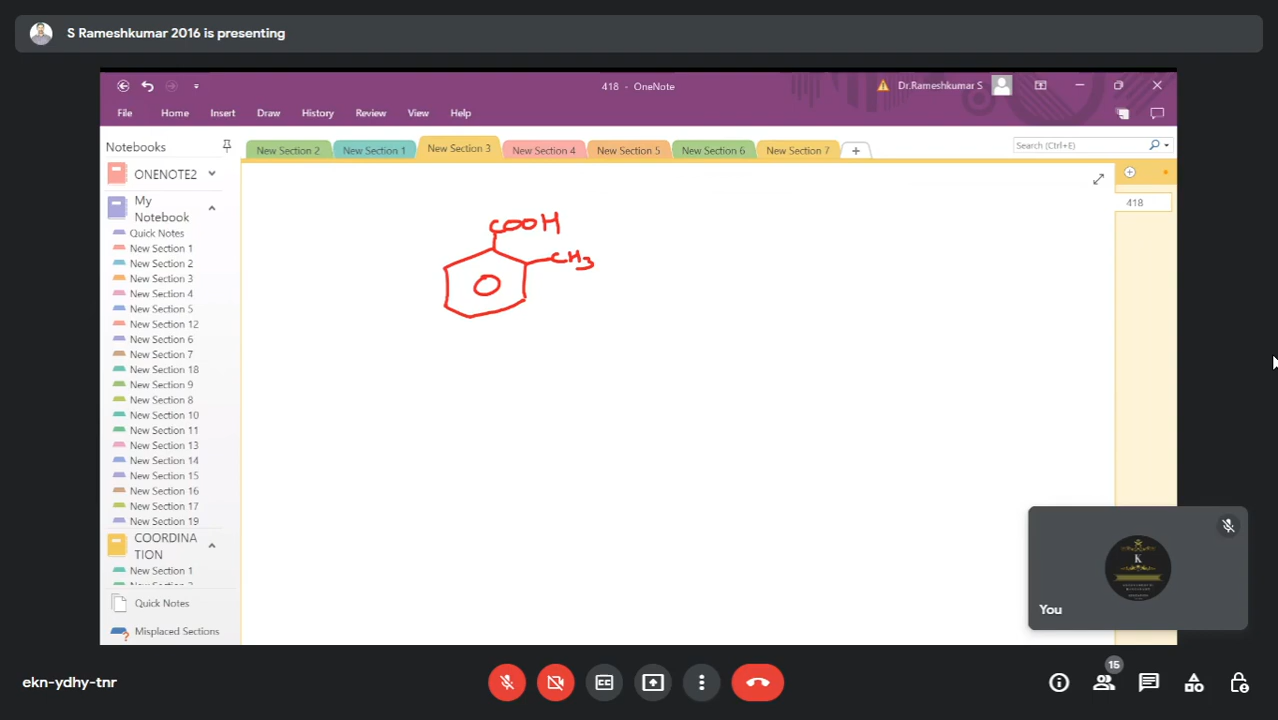 S Rameshkumar 2016 is presenting
418 - OneNote
Dr.Rameshkumar S
File Home Insert Draw History Review View Help
Notebooks
New Section 2 New Section 1 New Section 3 New Section 4 New Section 5 New Section 6 New Section 7 +
Search (Ctrl+E)
ONENOTE2
My
Notebook
Quick Notes
New Section 1
New Section 2
New Section 3
New Section 4
New Section 5
New Section 12
New Section 6
New Section 7
New Section 18
New Section 9
New Section 8
New Section 10
New Section 11
New Section 13
New Section 14
New Section 15
New Section 16
New Section 17
New Section 19
COORDINA
TION
New Section 1
Quick Notes
Misplaced Sections
COOH
CH3
418
K
You
ekn-ydhy-tnr
CC
15